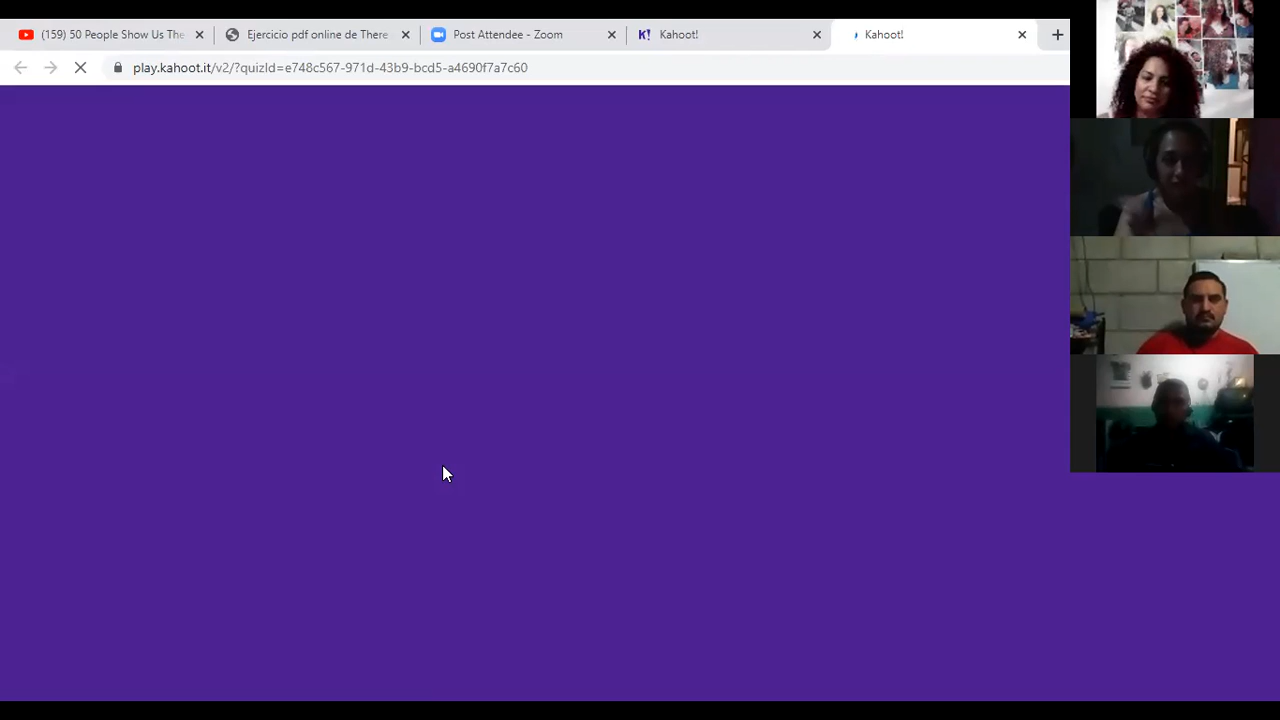 (159) 50 People Show Us The
Ejercicio pdf online de There
Post Attendee - Zoom
K! Kahoot!
Kahoot!
play.kahoot.it/v2/?quizId=e748c567-971d-43b9-bcd5-a4690f7a7c60